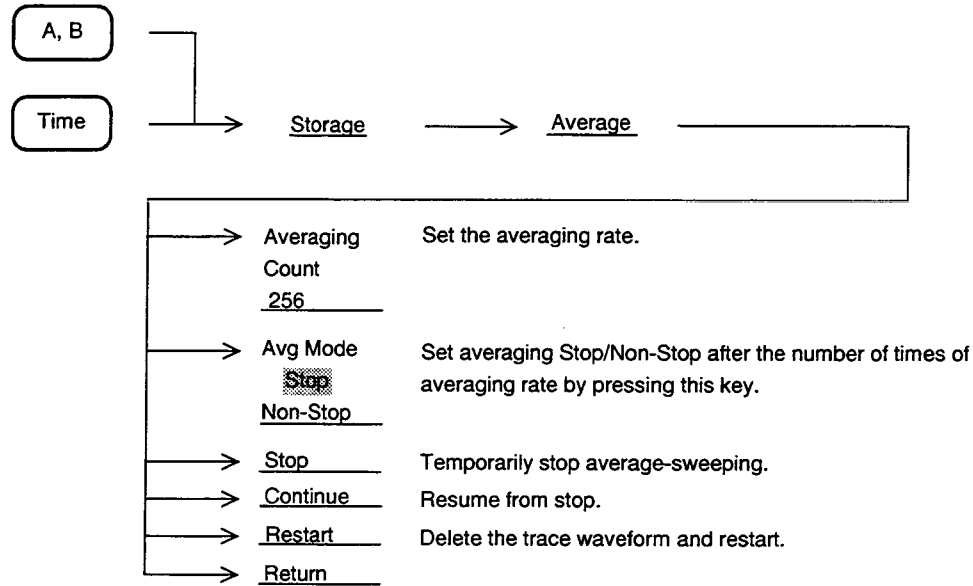 A, B
Time
Storage
Average
Averaging
Count
256
Set the averaging rate.
Avg Mode
Stop
Non-Stop
Set averaging Stop/Non-Stop after the number of times of
averaging rate by pressing this key.
Stop
Temporarily stop average-sweeping.
Continue
Resume from stop.
Restart
Delete the trace waveform and restart.
Return